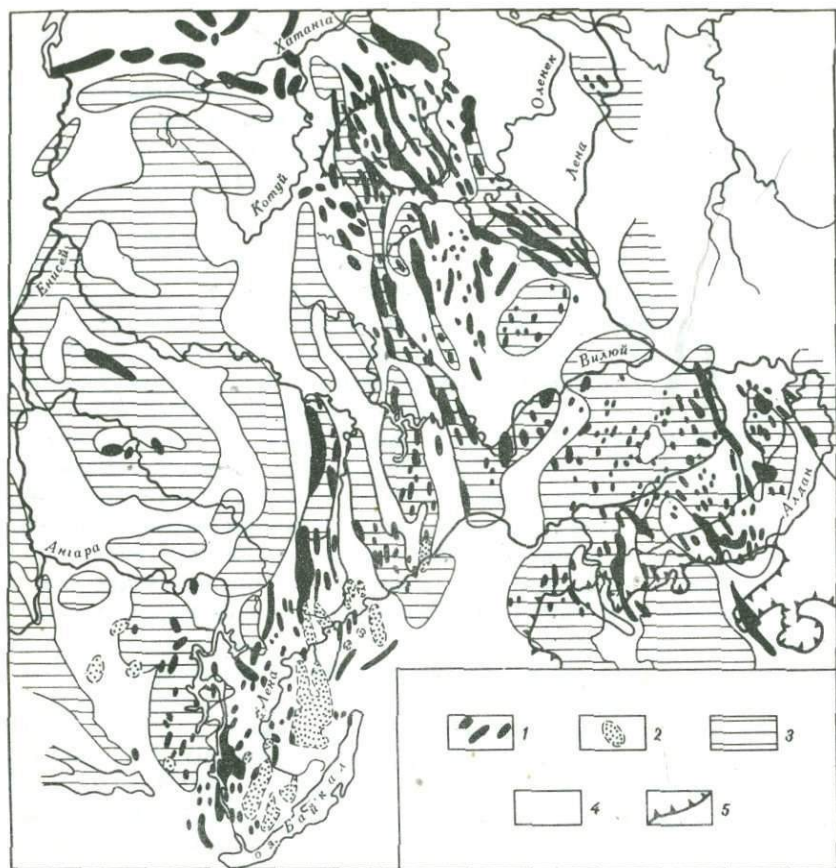 Хатанга
Оленек
Лена
Котуй
Енисей
Вилюй
Алдан
Ангара
Лена
оз. Байкал
1
2
3
4
5